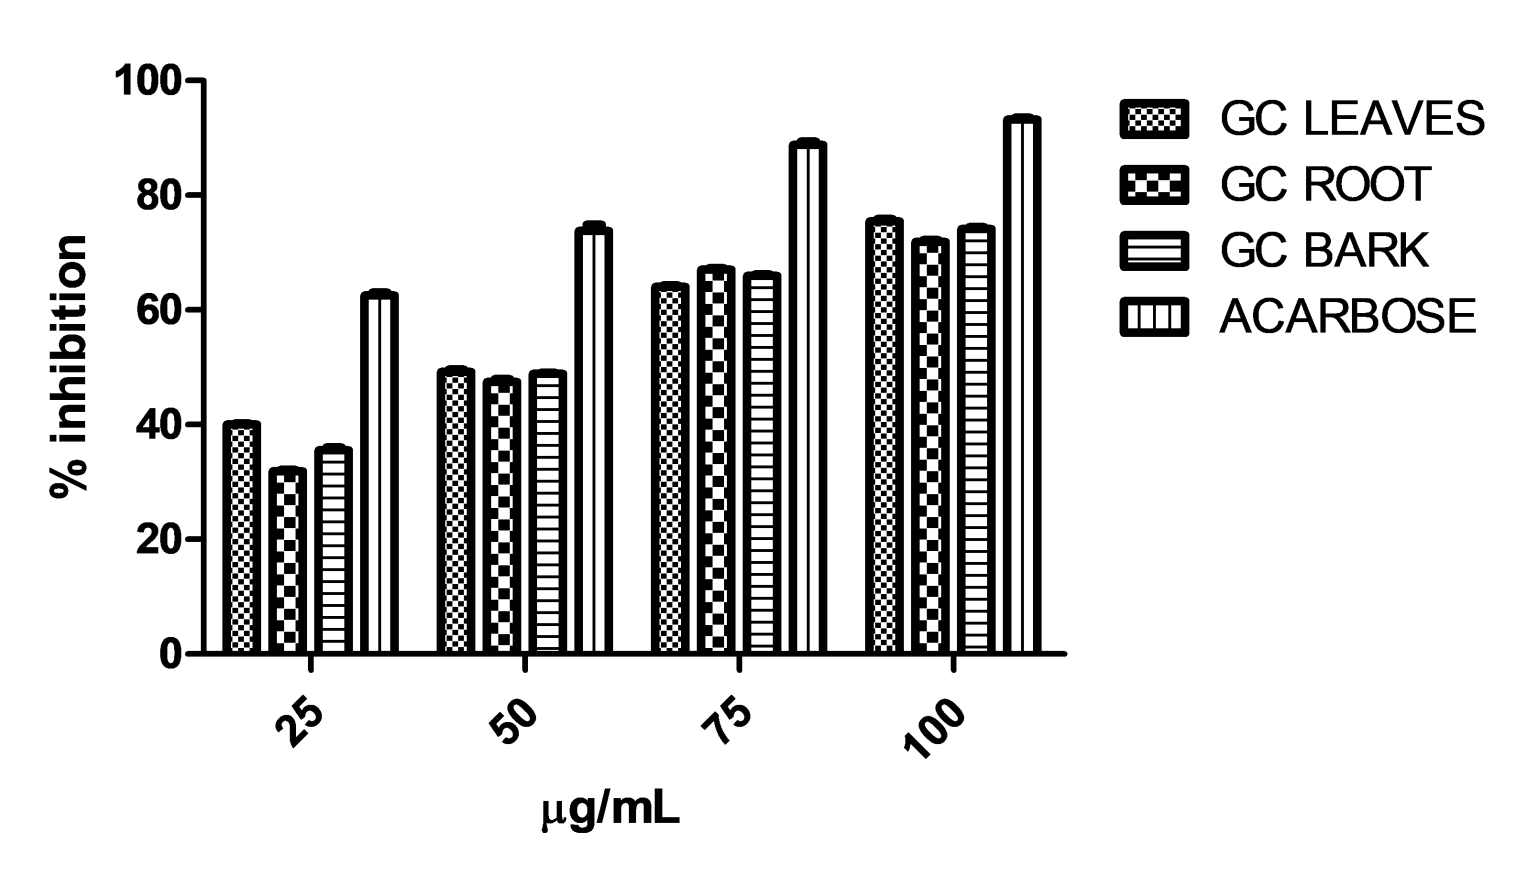 100
80
60
40
20
0
% inhibition
25
50
75
100
μg/mL
GC LEAVES
GC ROOT
GC BARK
ACARBOSE